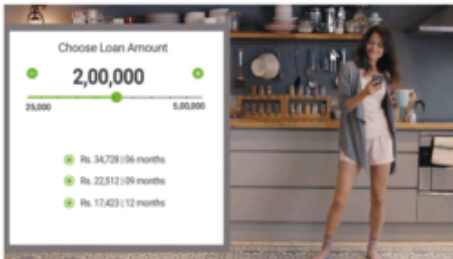 Choose Loan Amount
2,00,000
25,000 5,00,000
Rs. 34,728 | 06 months
Rs. 22,512 | 09 months
Rs. 17,423 | 12 months